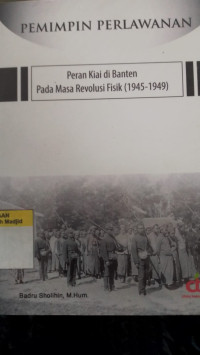 PEMIMPIN PERLAWANAN
Peran Kiai di Banten
Pada Masa Revolusi Fisik (1945-1949)
Badru Sholihin, M.Hum.